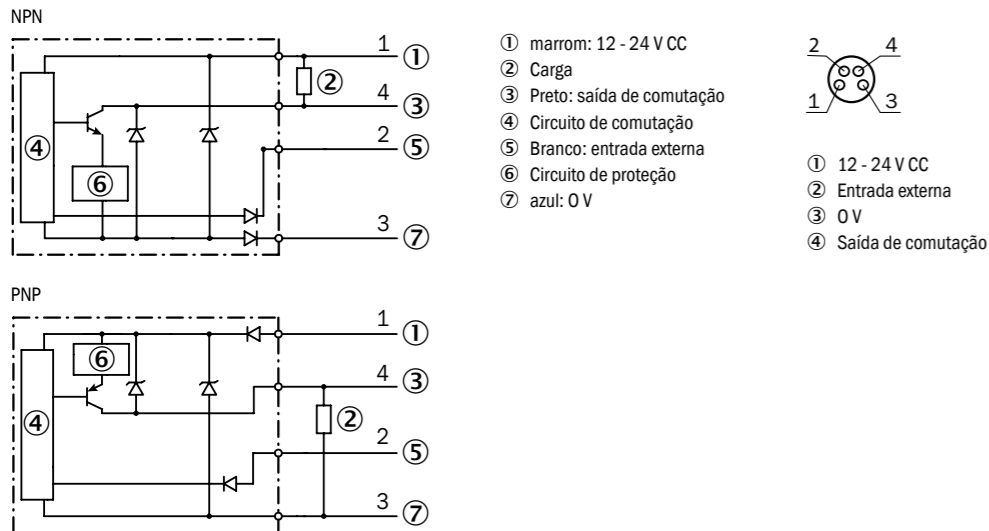 NPN
1 ①
②
4 ③
2 ⑤
④
⑥
3 ⑦
① marrom: 12 - 24 V CC
② Carga
③ Preto: saída de comutação
④ Circuito de comutação
⑤ Branco: entrada externa
⑥ Circuito de proteção
⑦ azul: 0 V
2 4
1 3
① 12 - 24 V CC
② Entrada externa
③ 0 V
④ Saída de comutação
PNP
1 ①
⑥
4 ③
④
②
2 ⑤
3 ⑦